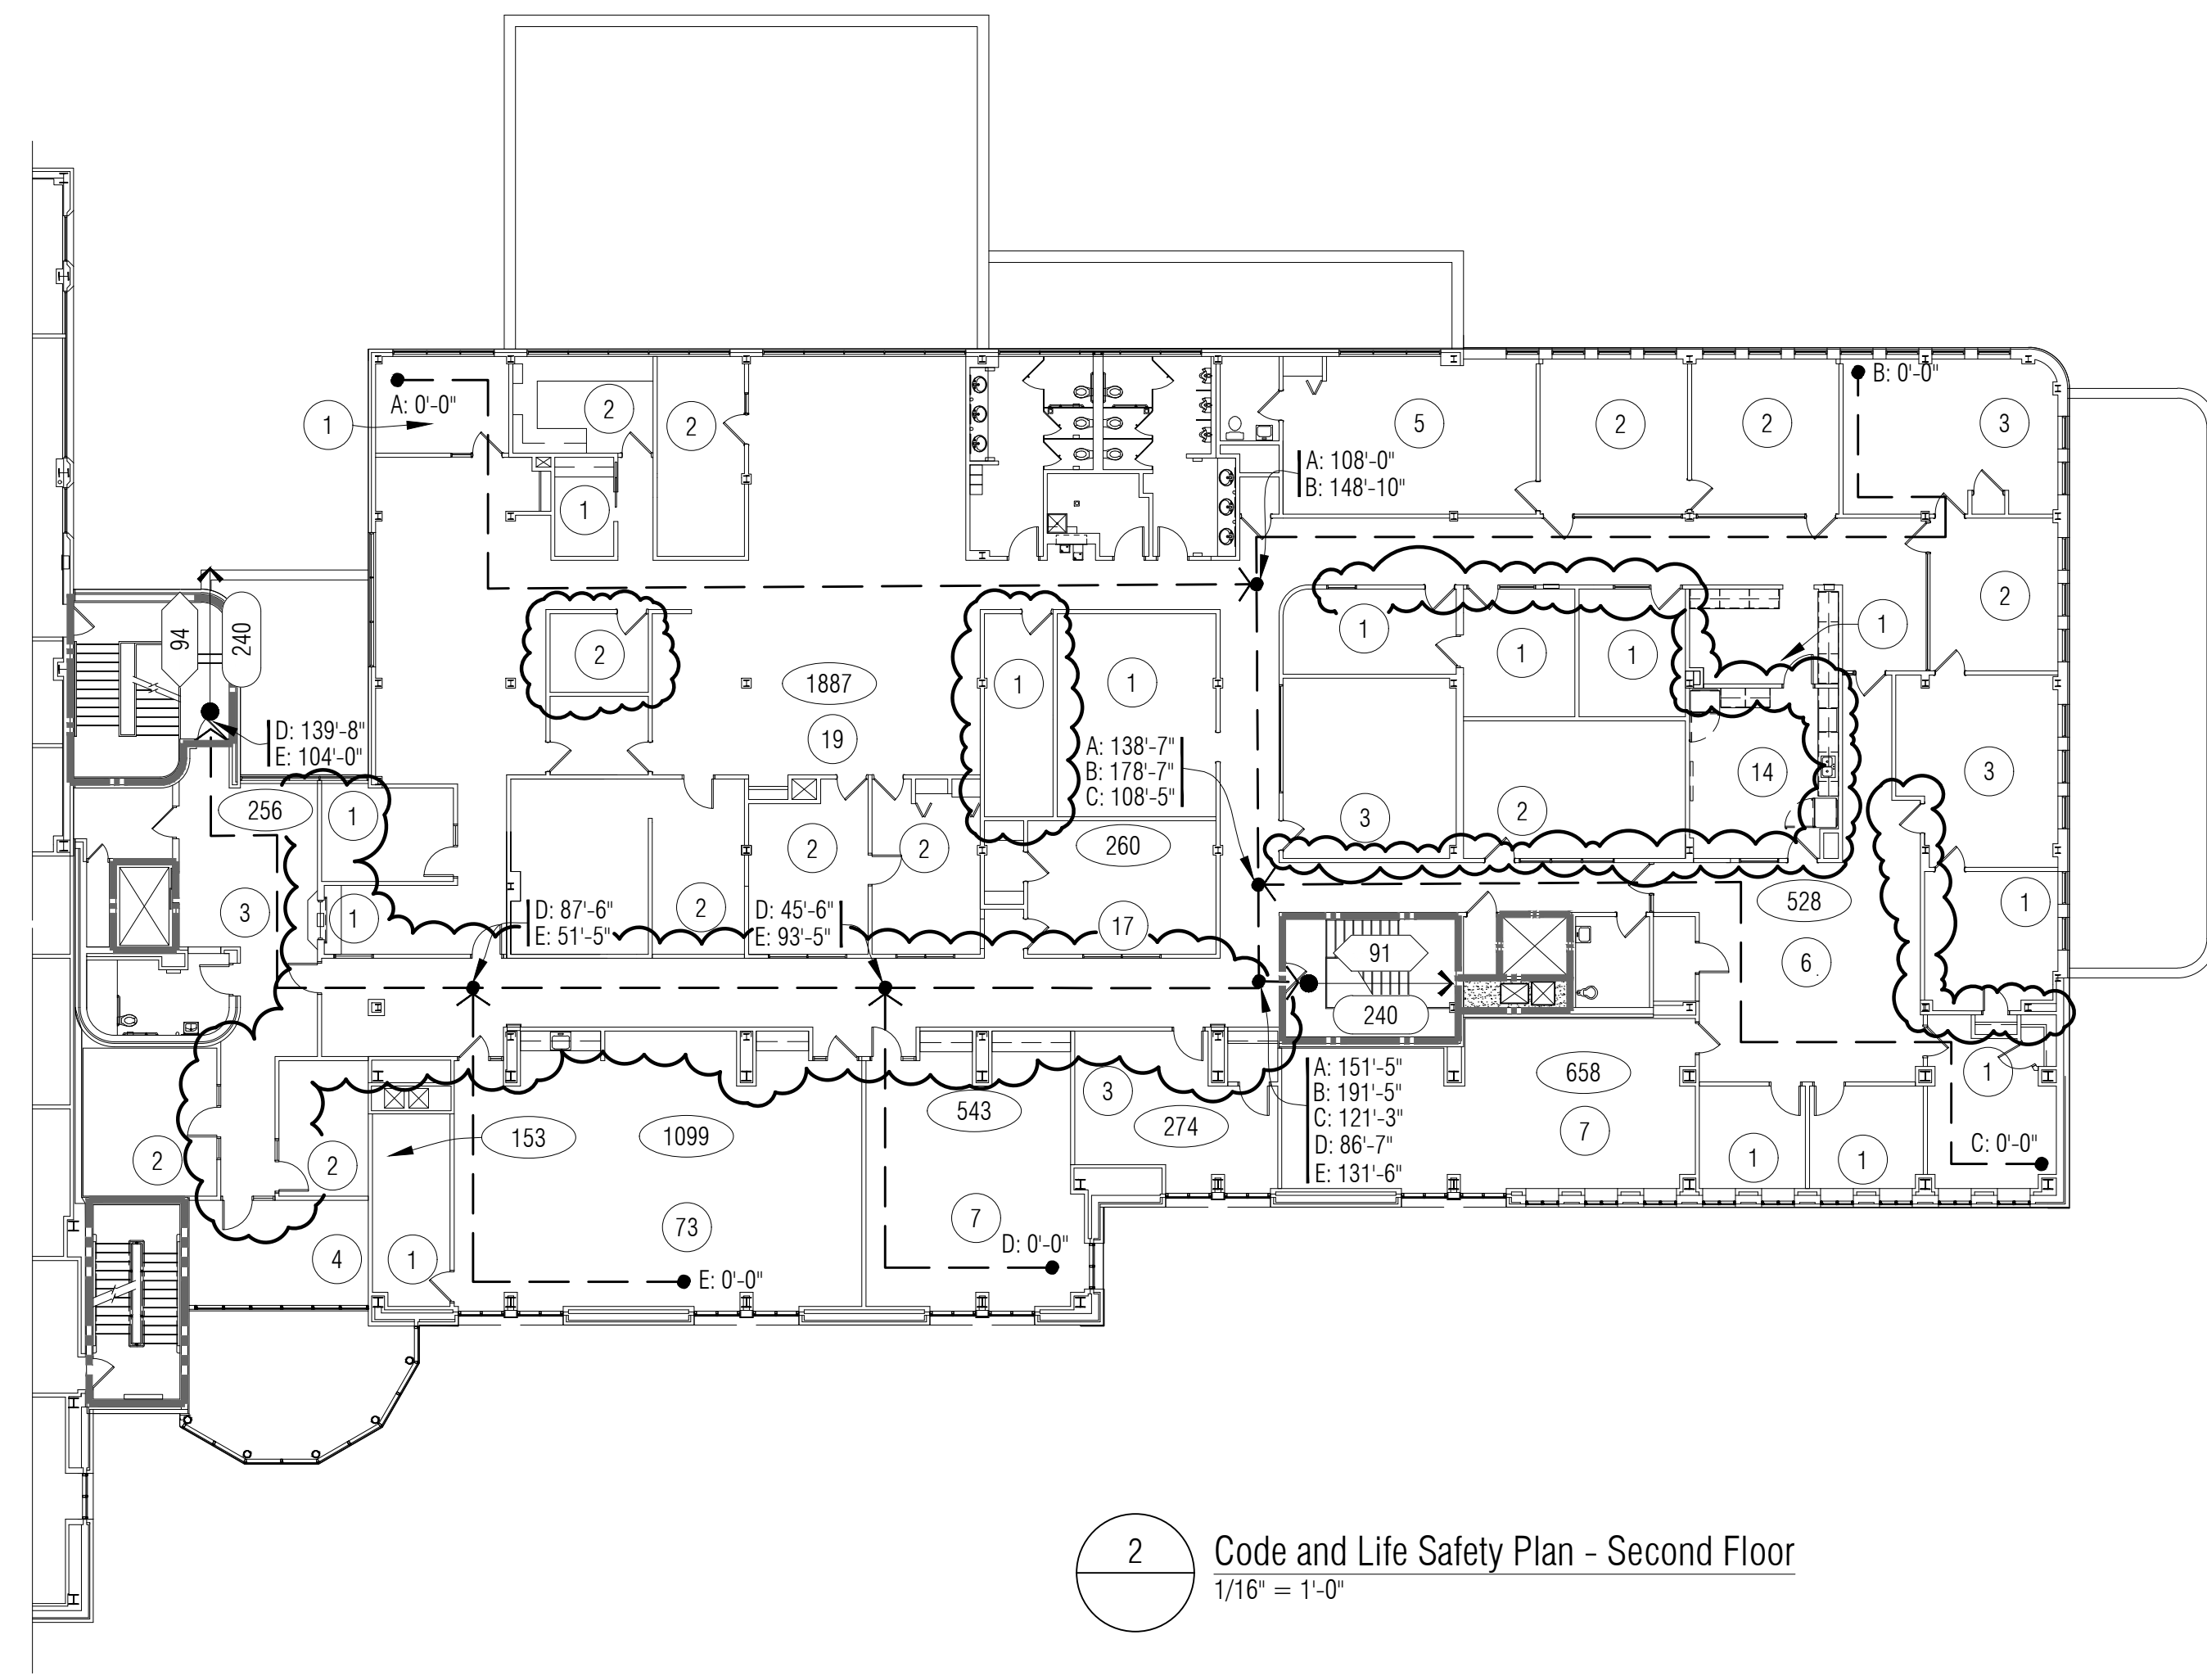 A: 0'-0"
B: 0'-0"
1
2
2
5
2
2
3
A: 108'-0"
B: 148'-10"
1
94
240
2
1887
19
1
1
1
1
1
1
2
D: 139'-8"
E: 104'-0"
A: 138'-7"
B: 178'-7"
C: 108'-5"
14
3
256
1
2
2
260
3
2
3
1
D: 87'-6"
E: 51'-5"
2
D: 45'-6"
E: 93'-5"
17
528
1
91
6
240
A: 151'-5"
B: 191'-5"
C: 121'-3"
D: 86'-7"
E: 131'-6"
658
7
1
3
543
274
153
1099
2
2
1
1
C: 0'-0"
73
7
D: 0'-0"
4
1
E: 0'-0"
2
Code and Life Safety Plan - Second Floor
1/16" = 1'-0"